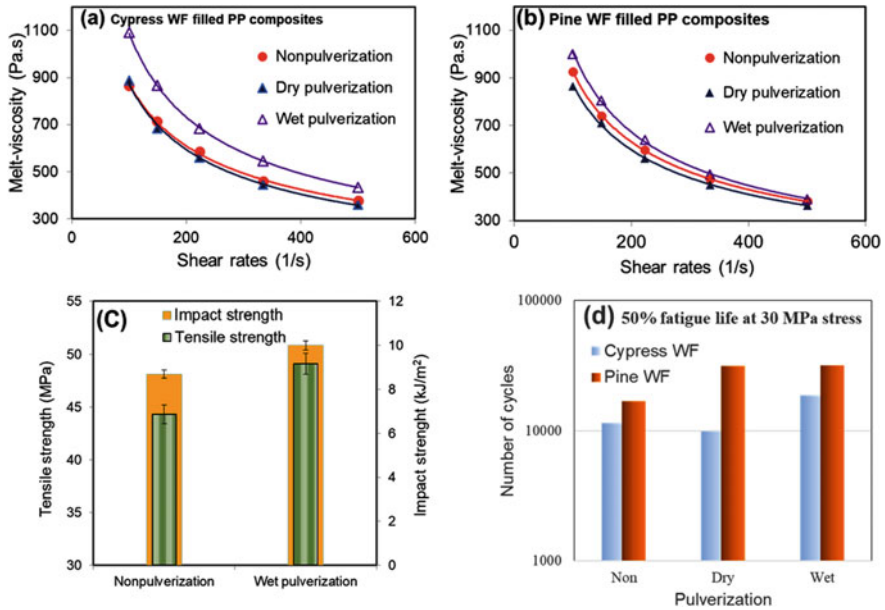 (a) Cypress WF filled PP composites
1100
900
700
500
300
Melt-viscosity (Pa.s)
Nonpulverization
Dry pulverization
Wet pulverization
0
200
400
600
Shear rates (1/s)
(b) Pine WF filled PP composites
1100
900
700
500
300
Melt-viscosity (Pa.s)
Nonpulverization
Dry pulverization
Wet pulverization
0
200
400
600
Shear rates (1/s)
(C)
Impact strength
Tensile strength
55
50
45
40
35
30
Tensile strength (MPa)
12
10
8
6
4
2
0
Impact strenght (kJ/m²)
Nonpulverization
Wet pulverization
(d) 50% fatigue life at 30 MPa stress
Cypress WF
Pine WF
100000
10000
1000
Number of cycles
Non
Dry
Wet
Pulverization